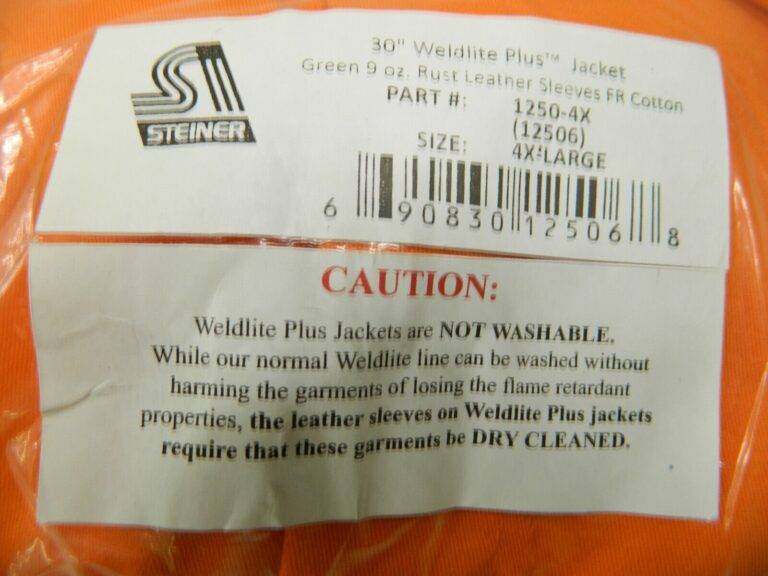 STEINER
30" Weldlite Plus™ Jacket
Green 9 oz. Rust Leather Sleeves FR Cotton
PART #: 1250-4X
(12506)
SIZE: 4X-LARGE
6 90830 12506 8
CAUTION:
Weldlite Plus Jackets are NOT WASHABLE.
While our normal Weldlite line can be washed without
harming the garments of losing the flame retardant
properties, the leather sleeves on Weldlite Plus jackets
require that these garments be DRY CLEANED.